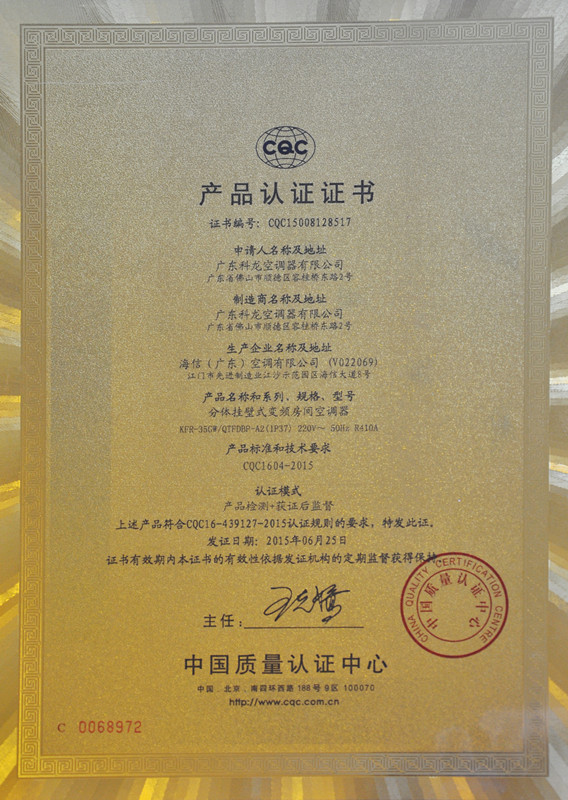 CQC
产品认证证书
证书编号: CQC15008128517
申请人名称及地址
广东科龙空调器有限公司
广东省佛山市顺德区容桂桥东路2号
制造商名称及地址
广东科龙空调器有限公司
广东省佛山市顺德区容桂桥东路2号
生产企业名称及地址
海信（广东）空调有限公司 (V022069)
江门市先进制造业江沙示范园区海信大道8号
产品名称和系列、规格、型号
分体挂壁式变频房间空调器
KFR-35GW/QTFDBP-A2(1P37) 220V～ 50Hz R410A
产品标准和技术要求
CQC1604-2015
认证模式
产品检测+获证后监督
上述产品符合CQC16-439127-2015认证规则的要求，特发此证。
发证日期: 2015年06月25日
证书有效期内本证书的有效性依据发证机构的定期监督获得保持
CHINA QUALITY CERTIFICATION CENTRE
中国质量认证中心
主任:
中国质量认证中心
中国．北京．南四环西路 188 号 9 区 100070
http://www.cqc.com.cn
C 0068972